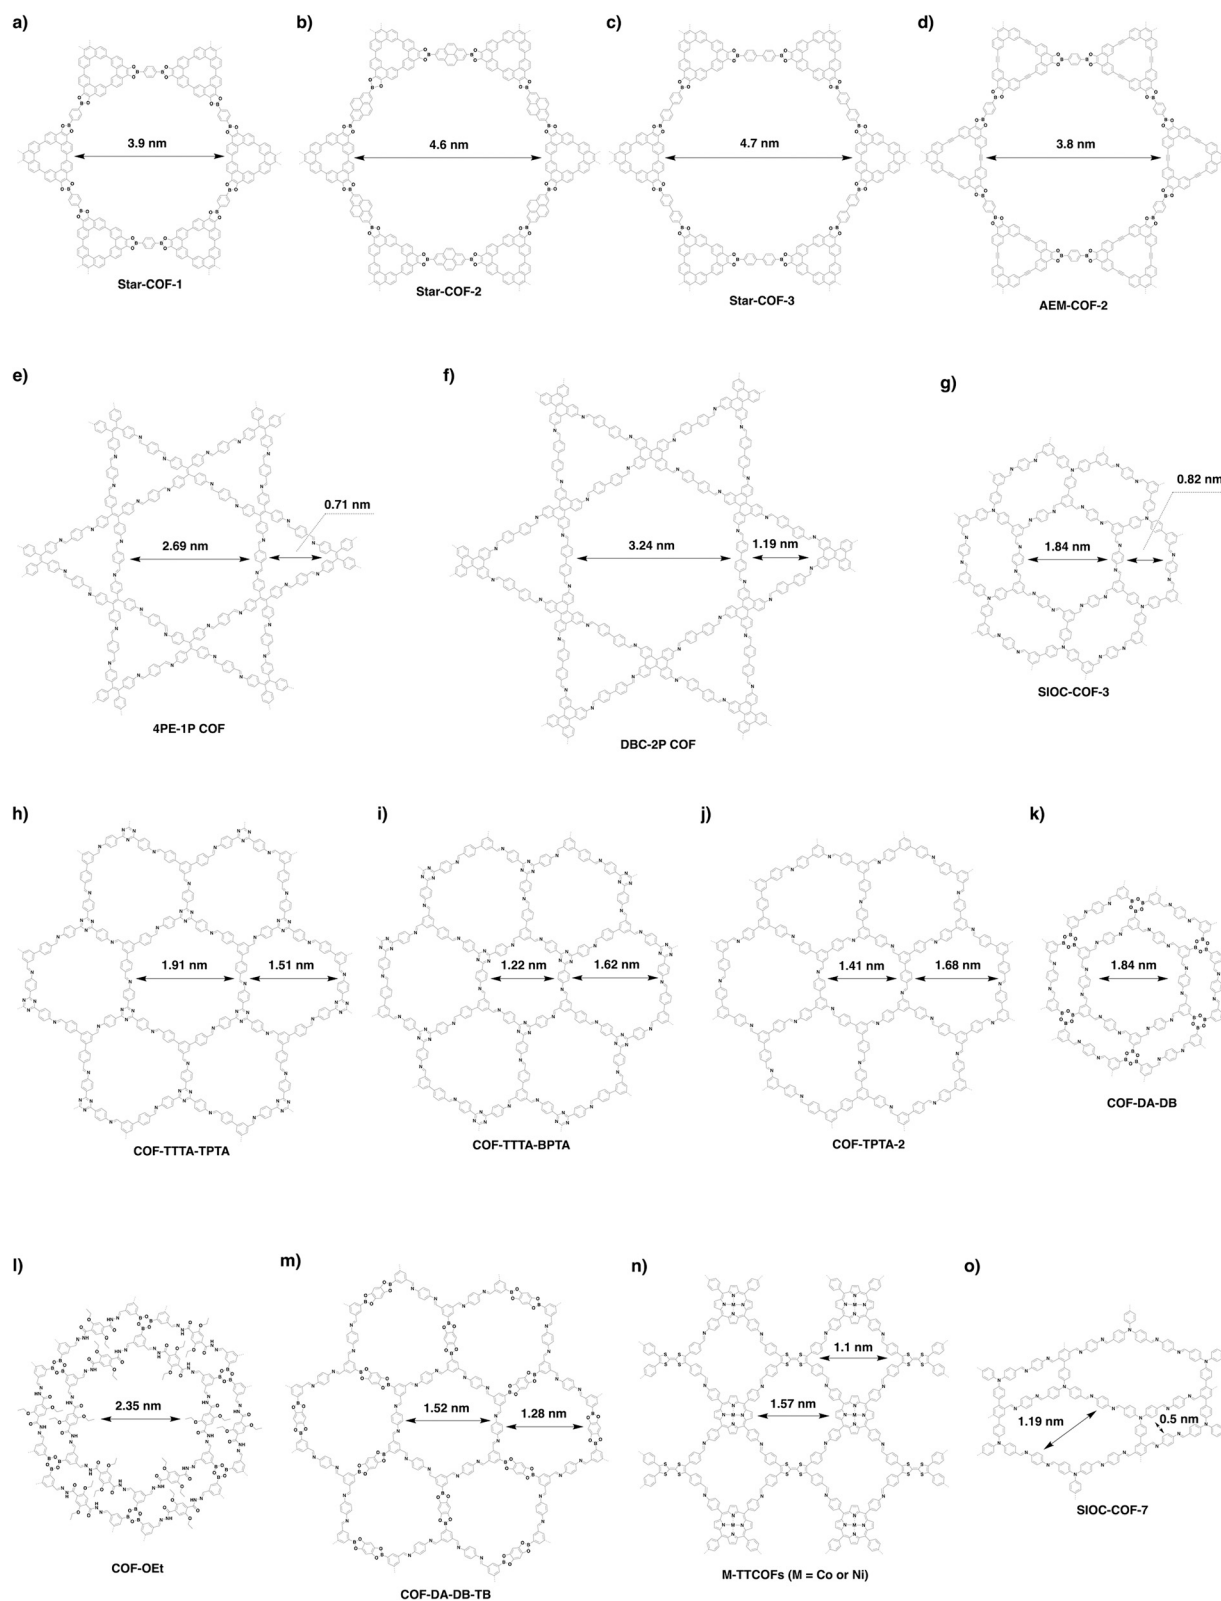 a)
b)
c)
d)
3.9 nm
4.6 nm
4.7 nm
3.8 nm
Star-COF-1
Star-COF-2
Star-COF-3
AEM-COF-2
e)
f)
g)
0.71 nm
2.69 nm
3.24 nm
1.19 nm
0.82 nm
1.84 nm
4PE-1P COF
DBC-2P COF
SIOC-COF-3
h)
i)
j)
k)
1.91 nm
1.51 nm
1.22 nm
1.62 nm
1.41 nm
1.68 nm
1.84 nm
COF-TTTA-TPTA
COF-TTTA-BPTA
COF-TPTA-2
COF-DA-DB
l)
m)
n)
o)
2.35 nm
1.52 nm
1.28 nm
1.1 nm
1.57 nm
1.19 nm
0.5 nm
COF-OEt
COF-DA-DB-TB
M-TTCOFs (M = Co or Ni)
SIOC-COF-7